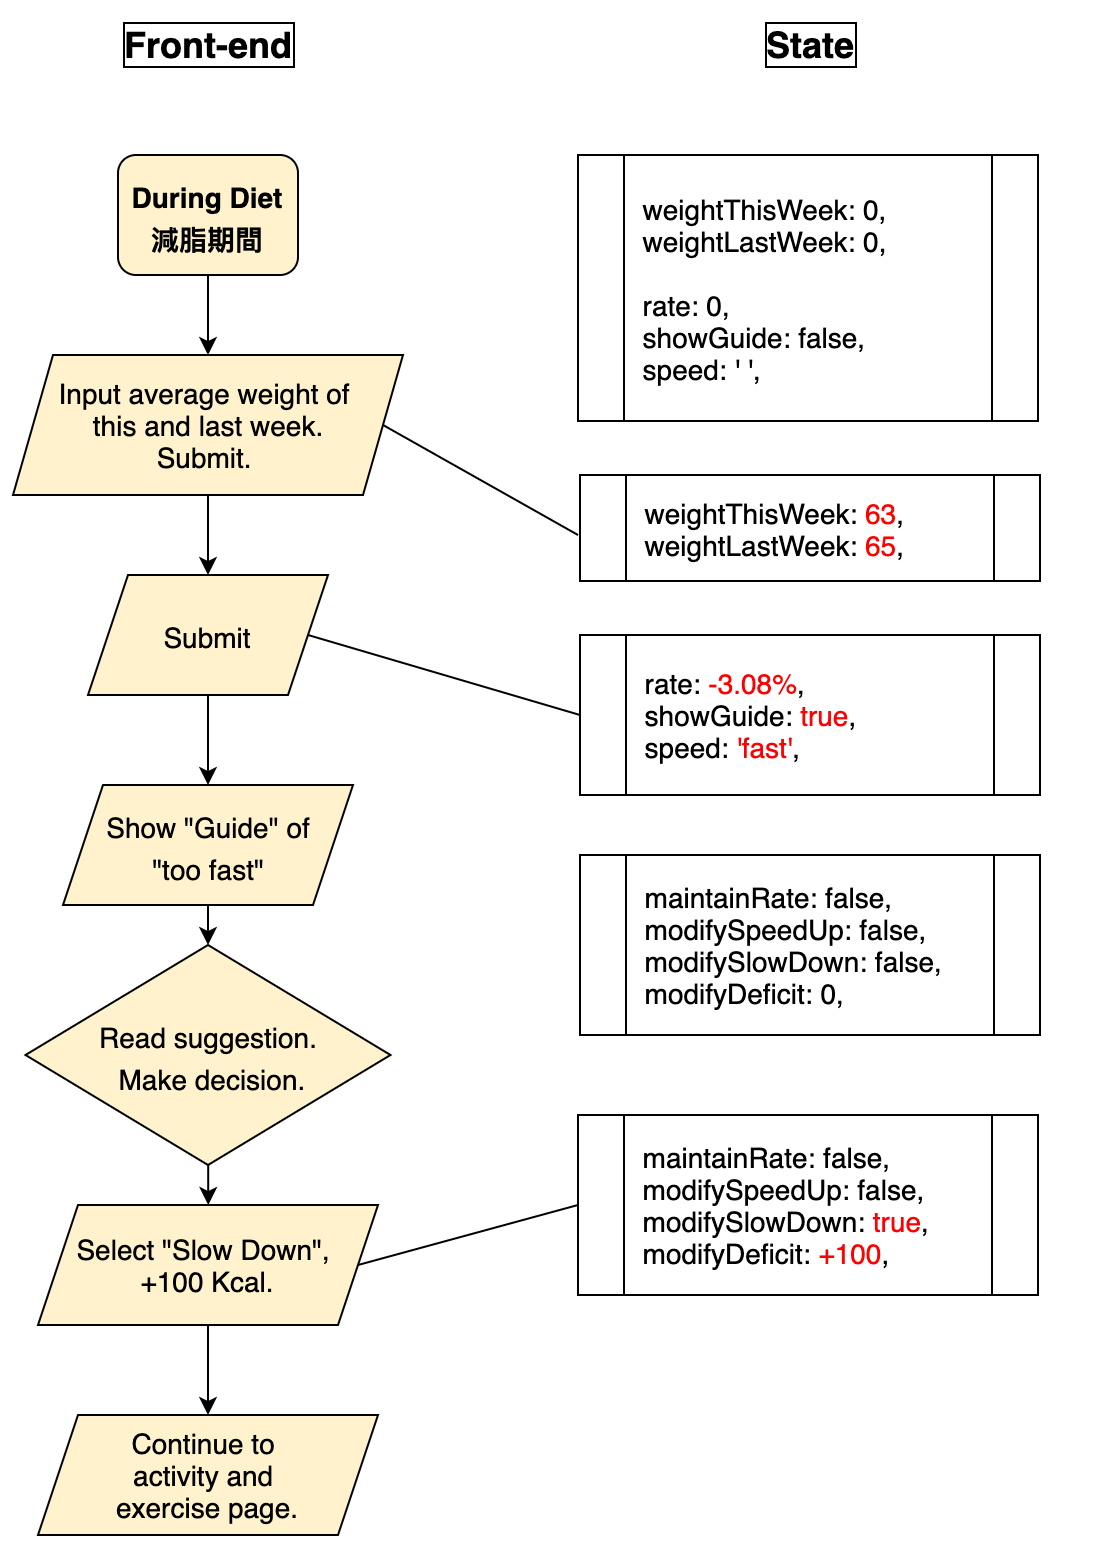 Front-end
State
During Diet
減脂期間
weightThisWeek: 0,
weightLastWeek: 0,
rate: 0,
showGuide: false,
speed: ' ',
Input average weight of
this and last week.
Submit.
weightThisWeek: 63,
weightLastWeek: 65,
Submit
rate: -3.08%,
showGuide: true,
speed: 'fast',
Show "Guide" of
"too fast"
maintainRate: false,
modifySpeedUp: false,
modifySlowDown: false,
modifyDeficit: 0,
Read suggestion.
Make decision.
maintainRate: false,
modifySpeedUp: false,
modifySlowDown: true,
modifyDeficit: +100,
Select "Slow Down",
+100 Kcal.
Continue to
activity and
exercise page.